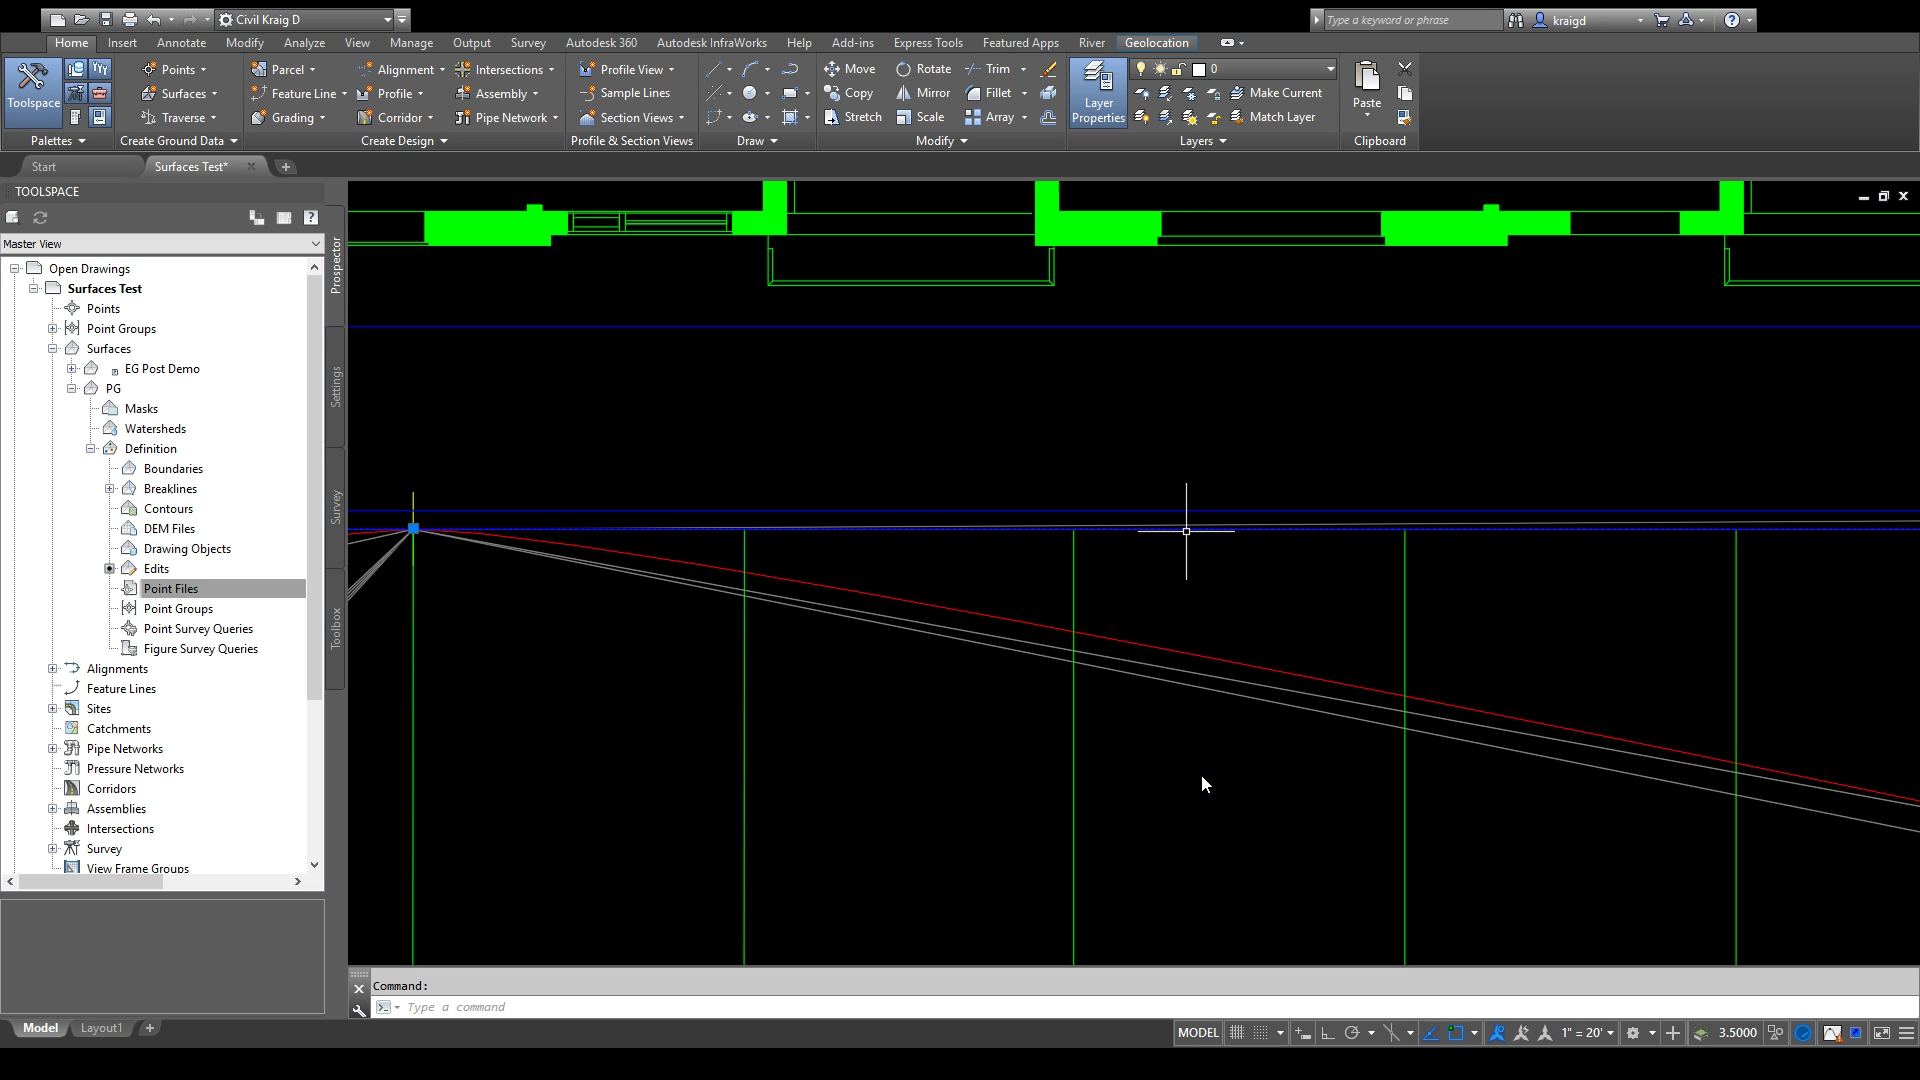 Civil Kraig D
Type a keyword or phrase
kraigd
Home Insert Annotate Modify Analyze View Manage Output Survey Autodesk 360 Autodesk InfraWorks Help Add-ins Express Tools Featured Apps River Geolocation
Toolspace
Palettes
Points
Surfaces
Traverse
Create Ground Data
Parcel
Feature Line
Grading
Alignment
Profile
Corridor
Intersections
Assembly
Pipe Network
Create Design
Profile View
Sample Lines
Section Views
Profile & Section Views
Draw
Move
Copy
Stretch
Rotate
Mirror
Scale
Trim
Fillet
Array
Modify
Layer
Properties
0
Make Current
Match Layer
Layers
Paste
Clipboard
Start
Surfaces Test*
TOOLSPACE
Master View
Open Drawings
Surfaces Test
Points
Point Groups
Surfaces
EG Post Demo
PG
Masks
Watersheds
Definition
Boundaries
Breaklines
Contours
DEM Files
Drawing Objects
Edits
Point Files
Point Groups
Point Survey Queries
Figure Survey Queries
Alignments
Feature Lines
Sites
Catchments
Pipe Networks
Pressure Networks
Corridors
Assemblies
Intersections
Survey
View Frame Groups
Prospector
Settings
Survey
Toolbox
Command:
Type a command
Model
Layout1
MODEL
1" = 20'
3.5000